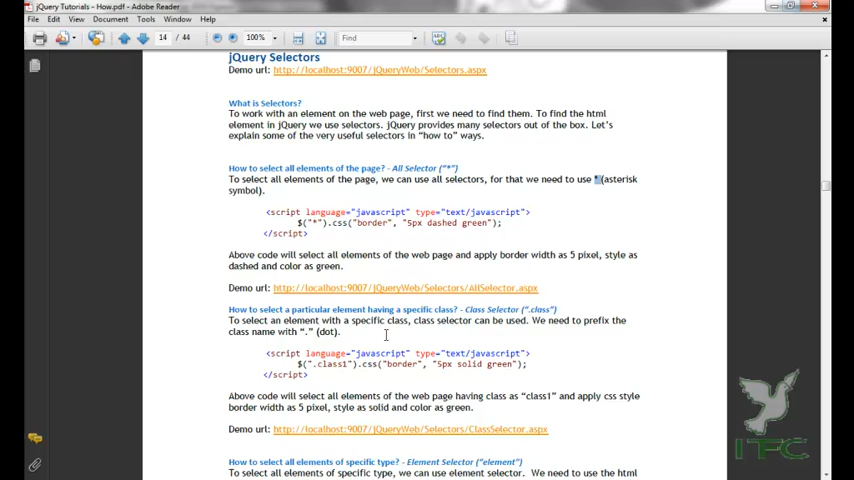 jQuery Tutorials - How.pdf - Adobe Reader
File Edit View Document Tools Window Help
14 / 44 100% Find
jQuery Selectors
Demo url: http://localhost:9007/jQueryWeb/Selectors.aspx
What is Selectors?
To work with an element on the web page, first we need to find them. To find the html
element in jQuery we use selectors. jQuery provides many selectors out of the box. Let's
explain some of the very useful selectors in "how to" ways.
How to select all elements of the page? - All Selector ("*")
To select all elements of the page, we can use all selectors, for that we need to use * (asterisk
symbol).
<script language="javascript" type="text/javascript">
$("*").css("border", "5px dashed green");
</script>
Above code will select all elements of the web page and apply border width as 5 pixel, style as
dashed and color as green.
Demo url: http://localhost:9007/jQueryWeb/Selectors/AllSelector.aspx
How to select a particular element having a specific class? - Class Selector (".class")
To select an element with a specific class, class selector can be used. We need to prefix the
class name with "." (dot).
<script language="javascript" type="text/javascript">
$(".class1").css("border", "5px solid green");
</script>
Above code will select all elements of the web page having class as "class1" and apply css style
border width as 5 pixel, style as solid and color as green.
Demo url: http://localhost:9007/jQueryWeb/Selectors/ClassSelector.aspx
ITFC
How to select all elements of specific type? - Element Selector ("element")
To select all elements of specific type, we can use element selector. We need to use the html